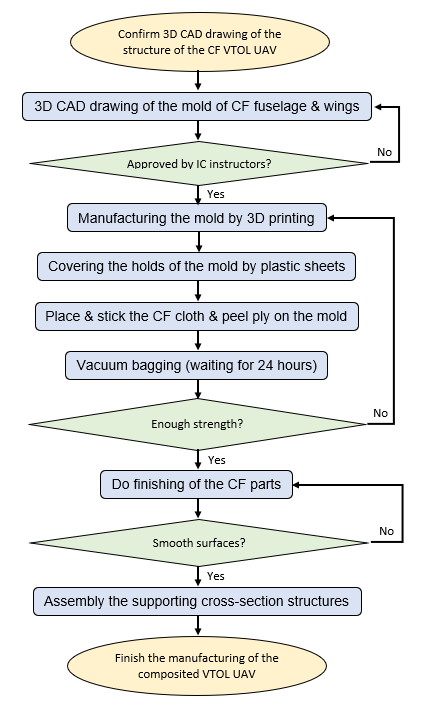 Confirm 3D CAD drawing of the
structure of the CF VTOL UAV
3D CAD drawing of the mold of CF fuselage & wings
No
Approved by IC instructors?
Yes
Manufacturing the mold by 3D printing
Covering the holds of the mold by plastic sheets
Place & stick the CF cloth & peel ply on the mold
Vacuum bagging (waiting for 24 hours)
No
Enough strength?
Yes
Do finishing of the CF parts
No
Smooth surfaces?
Yes
Assembly the supporting cross-section structures
Finish the manufacturing of the
composited VTOL UAV